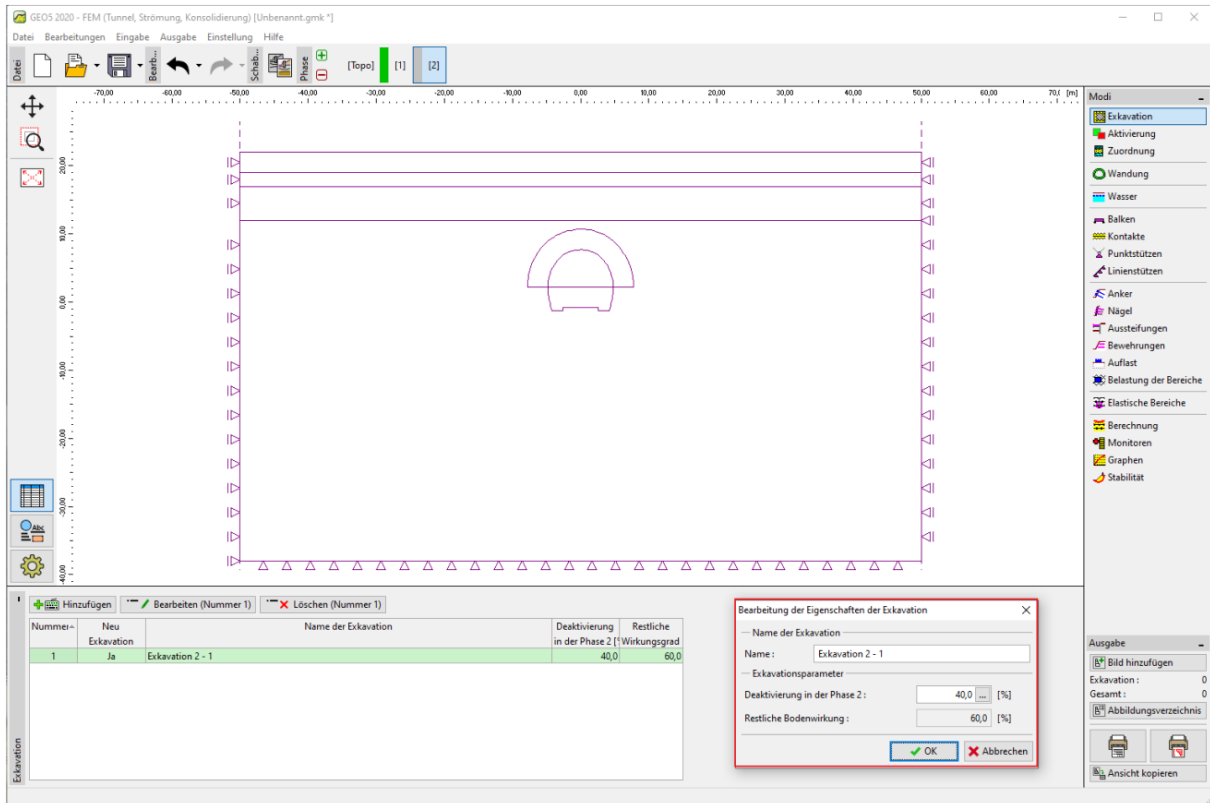 GEO5 2020 - FEM (Tunnel, Strömung, Konsolidierung) [Unbenannt.gmk *]
Datei Bearbeitungen Eingabe Ausgabe Einstellung Hilfe
Datei
Bearb...
Schab...
Phase
[Topo] [1] [2]
-70,00 -60,00 -50,00 -40,00 -30,00 -20,00 -10,00 0,00 10,00 20,00 30,00 40,00 50,00 60,00 70,( [m]
20,00
10,00
0,00
-10,00
-20,00
-30,00
-40,00
Modi
Exkavation
Aktivierung
Zuordnung
Wandung
Wasser
Balken
Kontakte
Punktstützen
Linienstützen
Anker
Nägel
Aussteifungen
Bewehrungen
Auflast
Belastung der Bereiche
Elastische Bereiche
Berechnung
Monitoren
Graphen
Stabilität
Abc
Exkavation
Hinzufügen Bearbeiten (Nummer 1) Löschen (Nummer 1)
Nummer Neu Name der Exkavation Deaktivierung Restliche
Exkavation in der Phase 2 [% Wirkungsgrad
1 Ja Exkavation 2 - 1 40,0 60,0
Bearbeitung der Eigenschaften der Exkavation
Name der Exkavation
Name : Exkavation 2 - 1
Exkavationsparameter
Deaktivierung in der Phase 2 : 40,0 ... [%]
Restliche Bodenwirkung : 60,0 [%]
OK Abbrechen
Ausgabe
Bild hinzufügen
Exkavation : 0
Gesamt : 0
Abbildungsverzeichnis
Ansicht kopieren